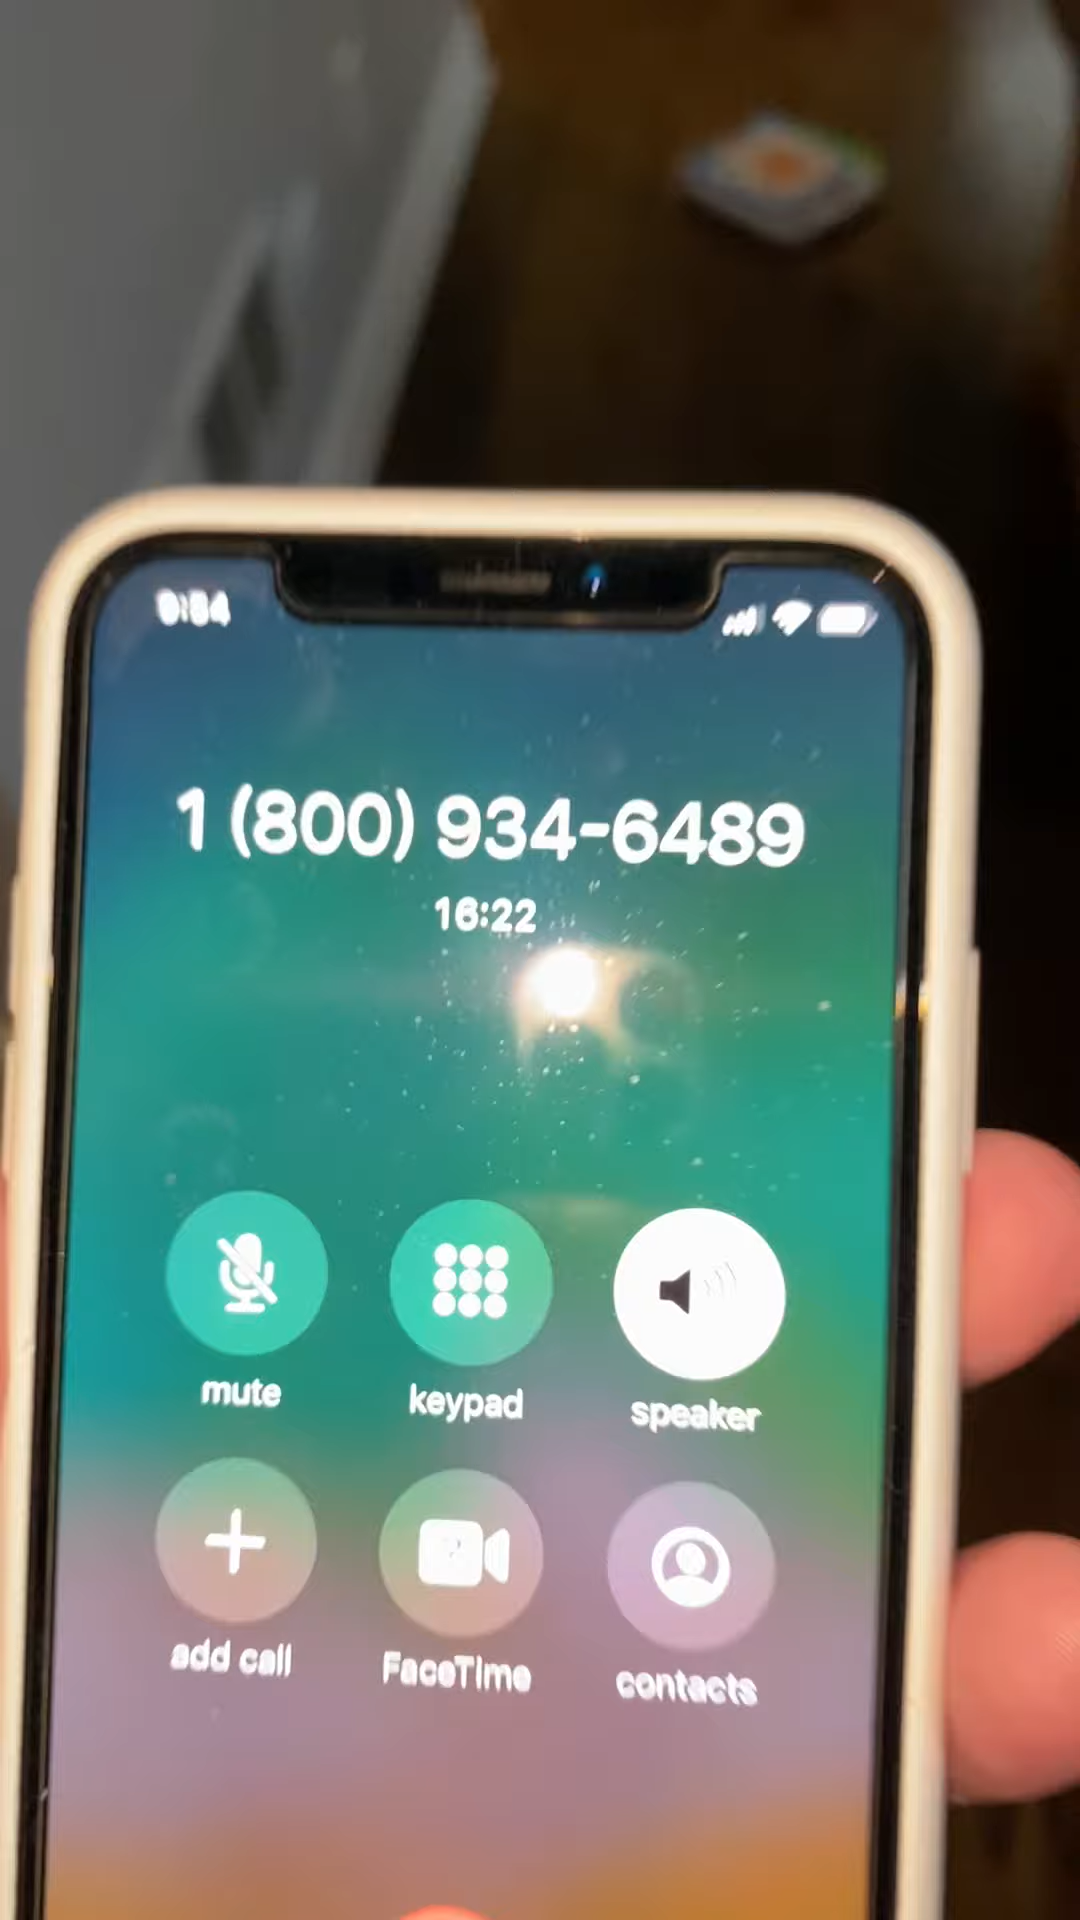 9:54
1 (800) 934-6489
16:22
mute
keypad
speaker
add call
FaceTime
contacts